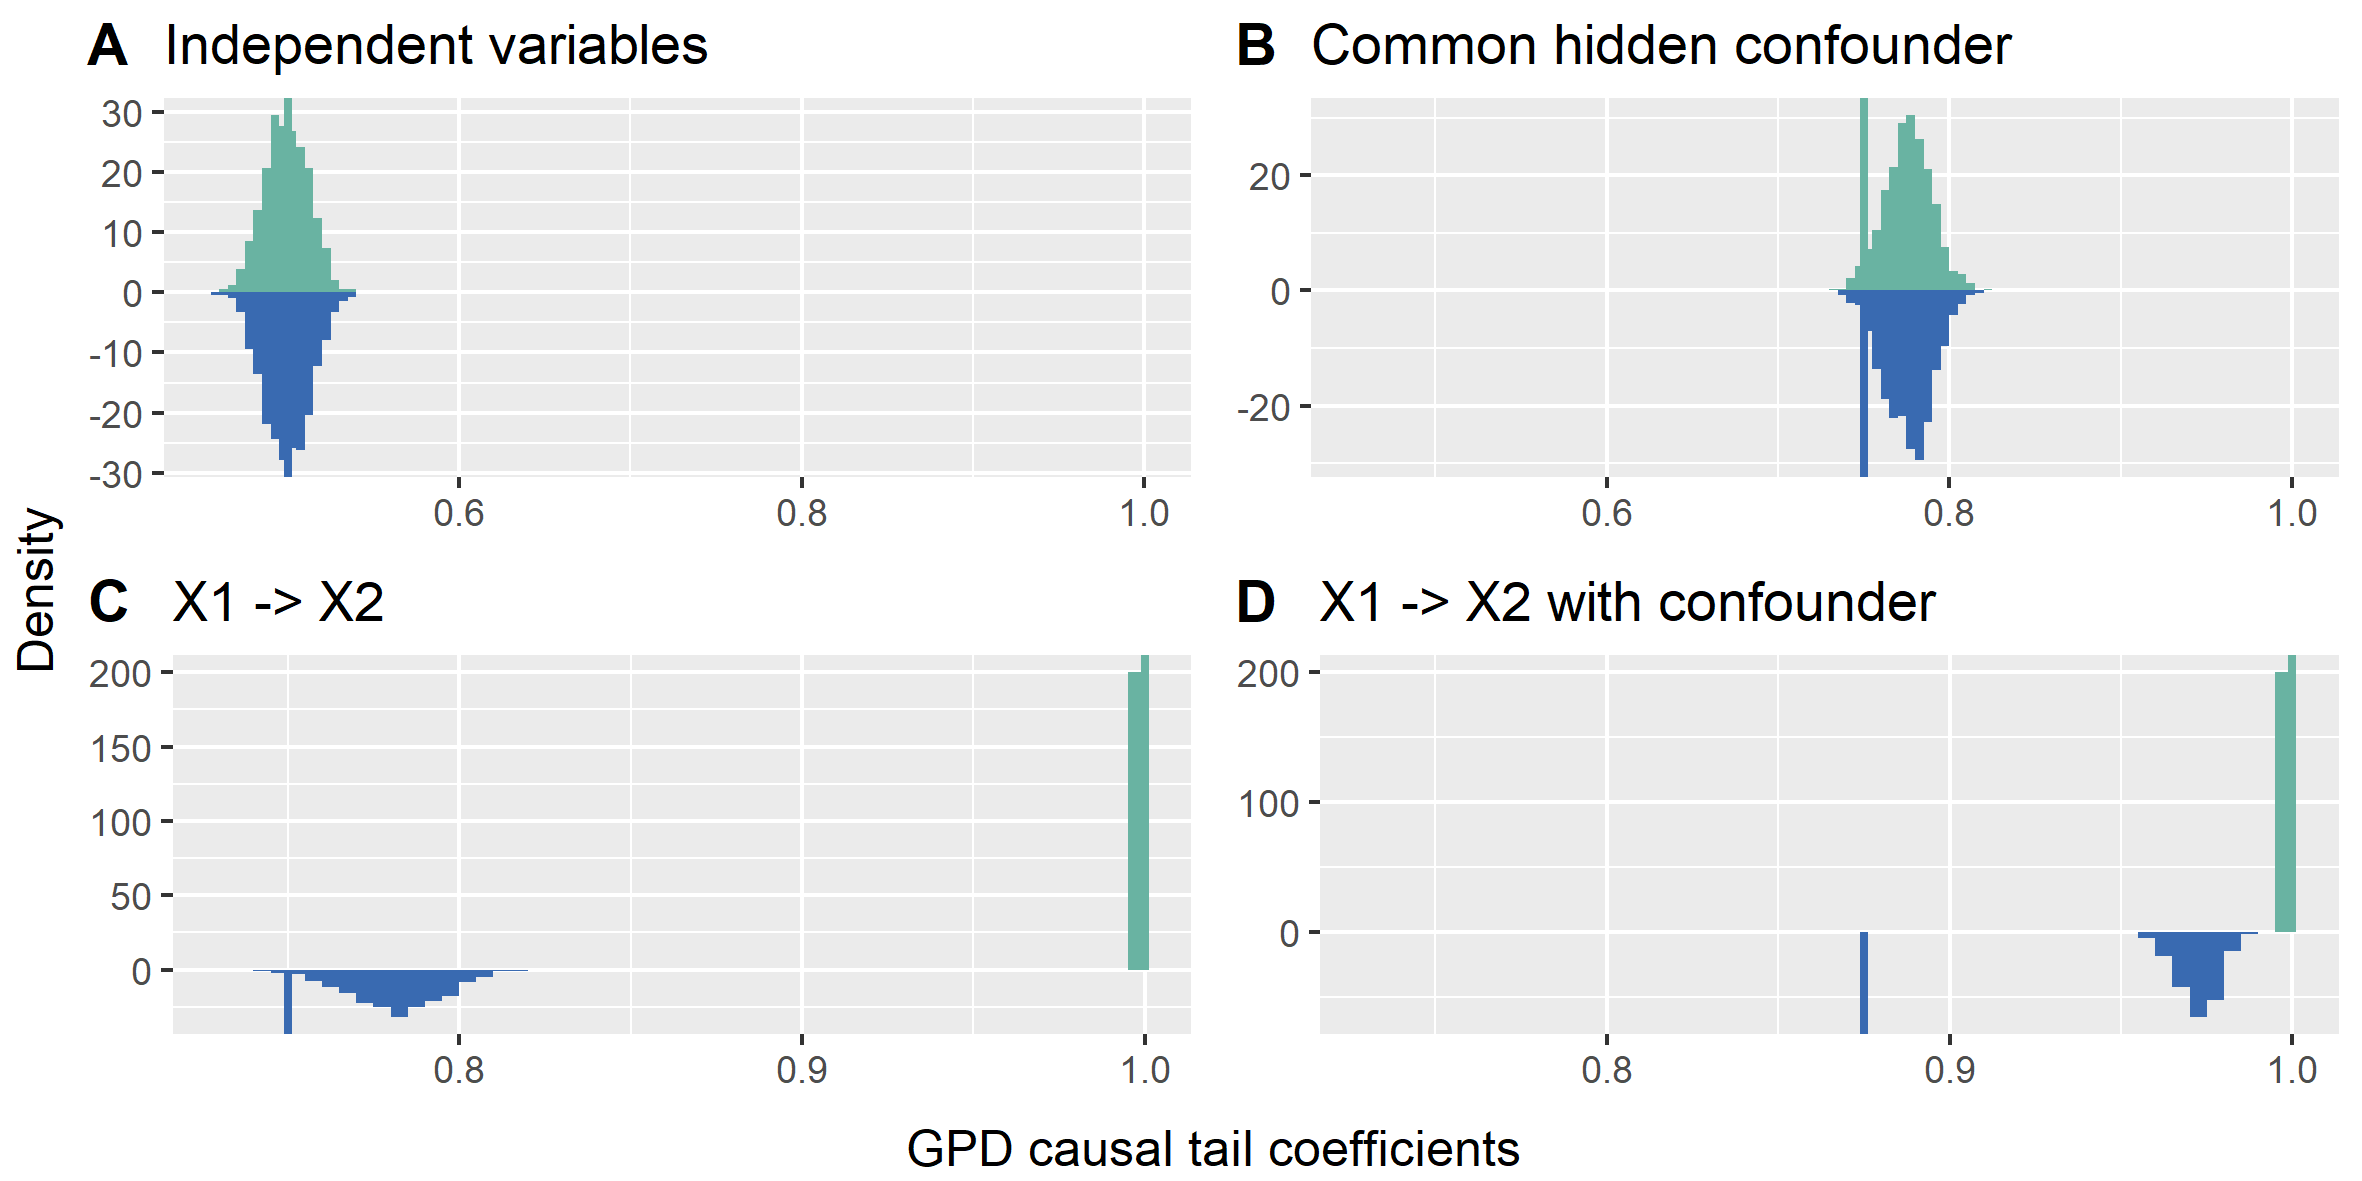 A Independent variables
30
20
10
0
-10
-20
-30
0.6 0.8 1.0
B Common hidden confounder
20
0
-20
0.6 0.8 1.0
Density
C X1 -> X2
200
150
100
50
0
0.8 0.9 1.0
D X1 -> X2 with confounder
200
100
0
0.8 0.9 1.0
GPD causal tail coefficients